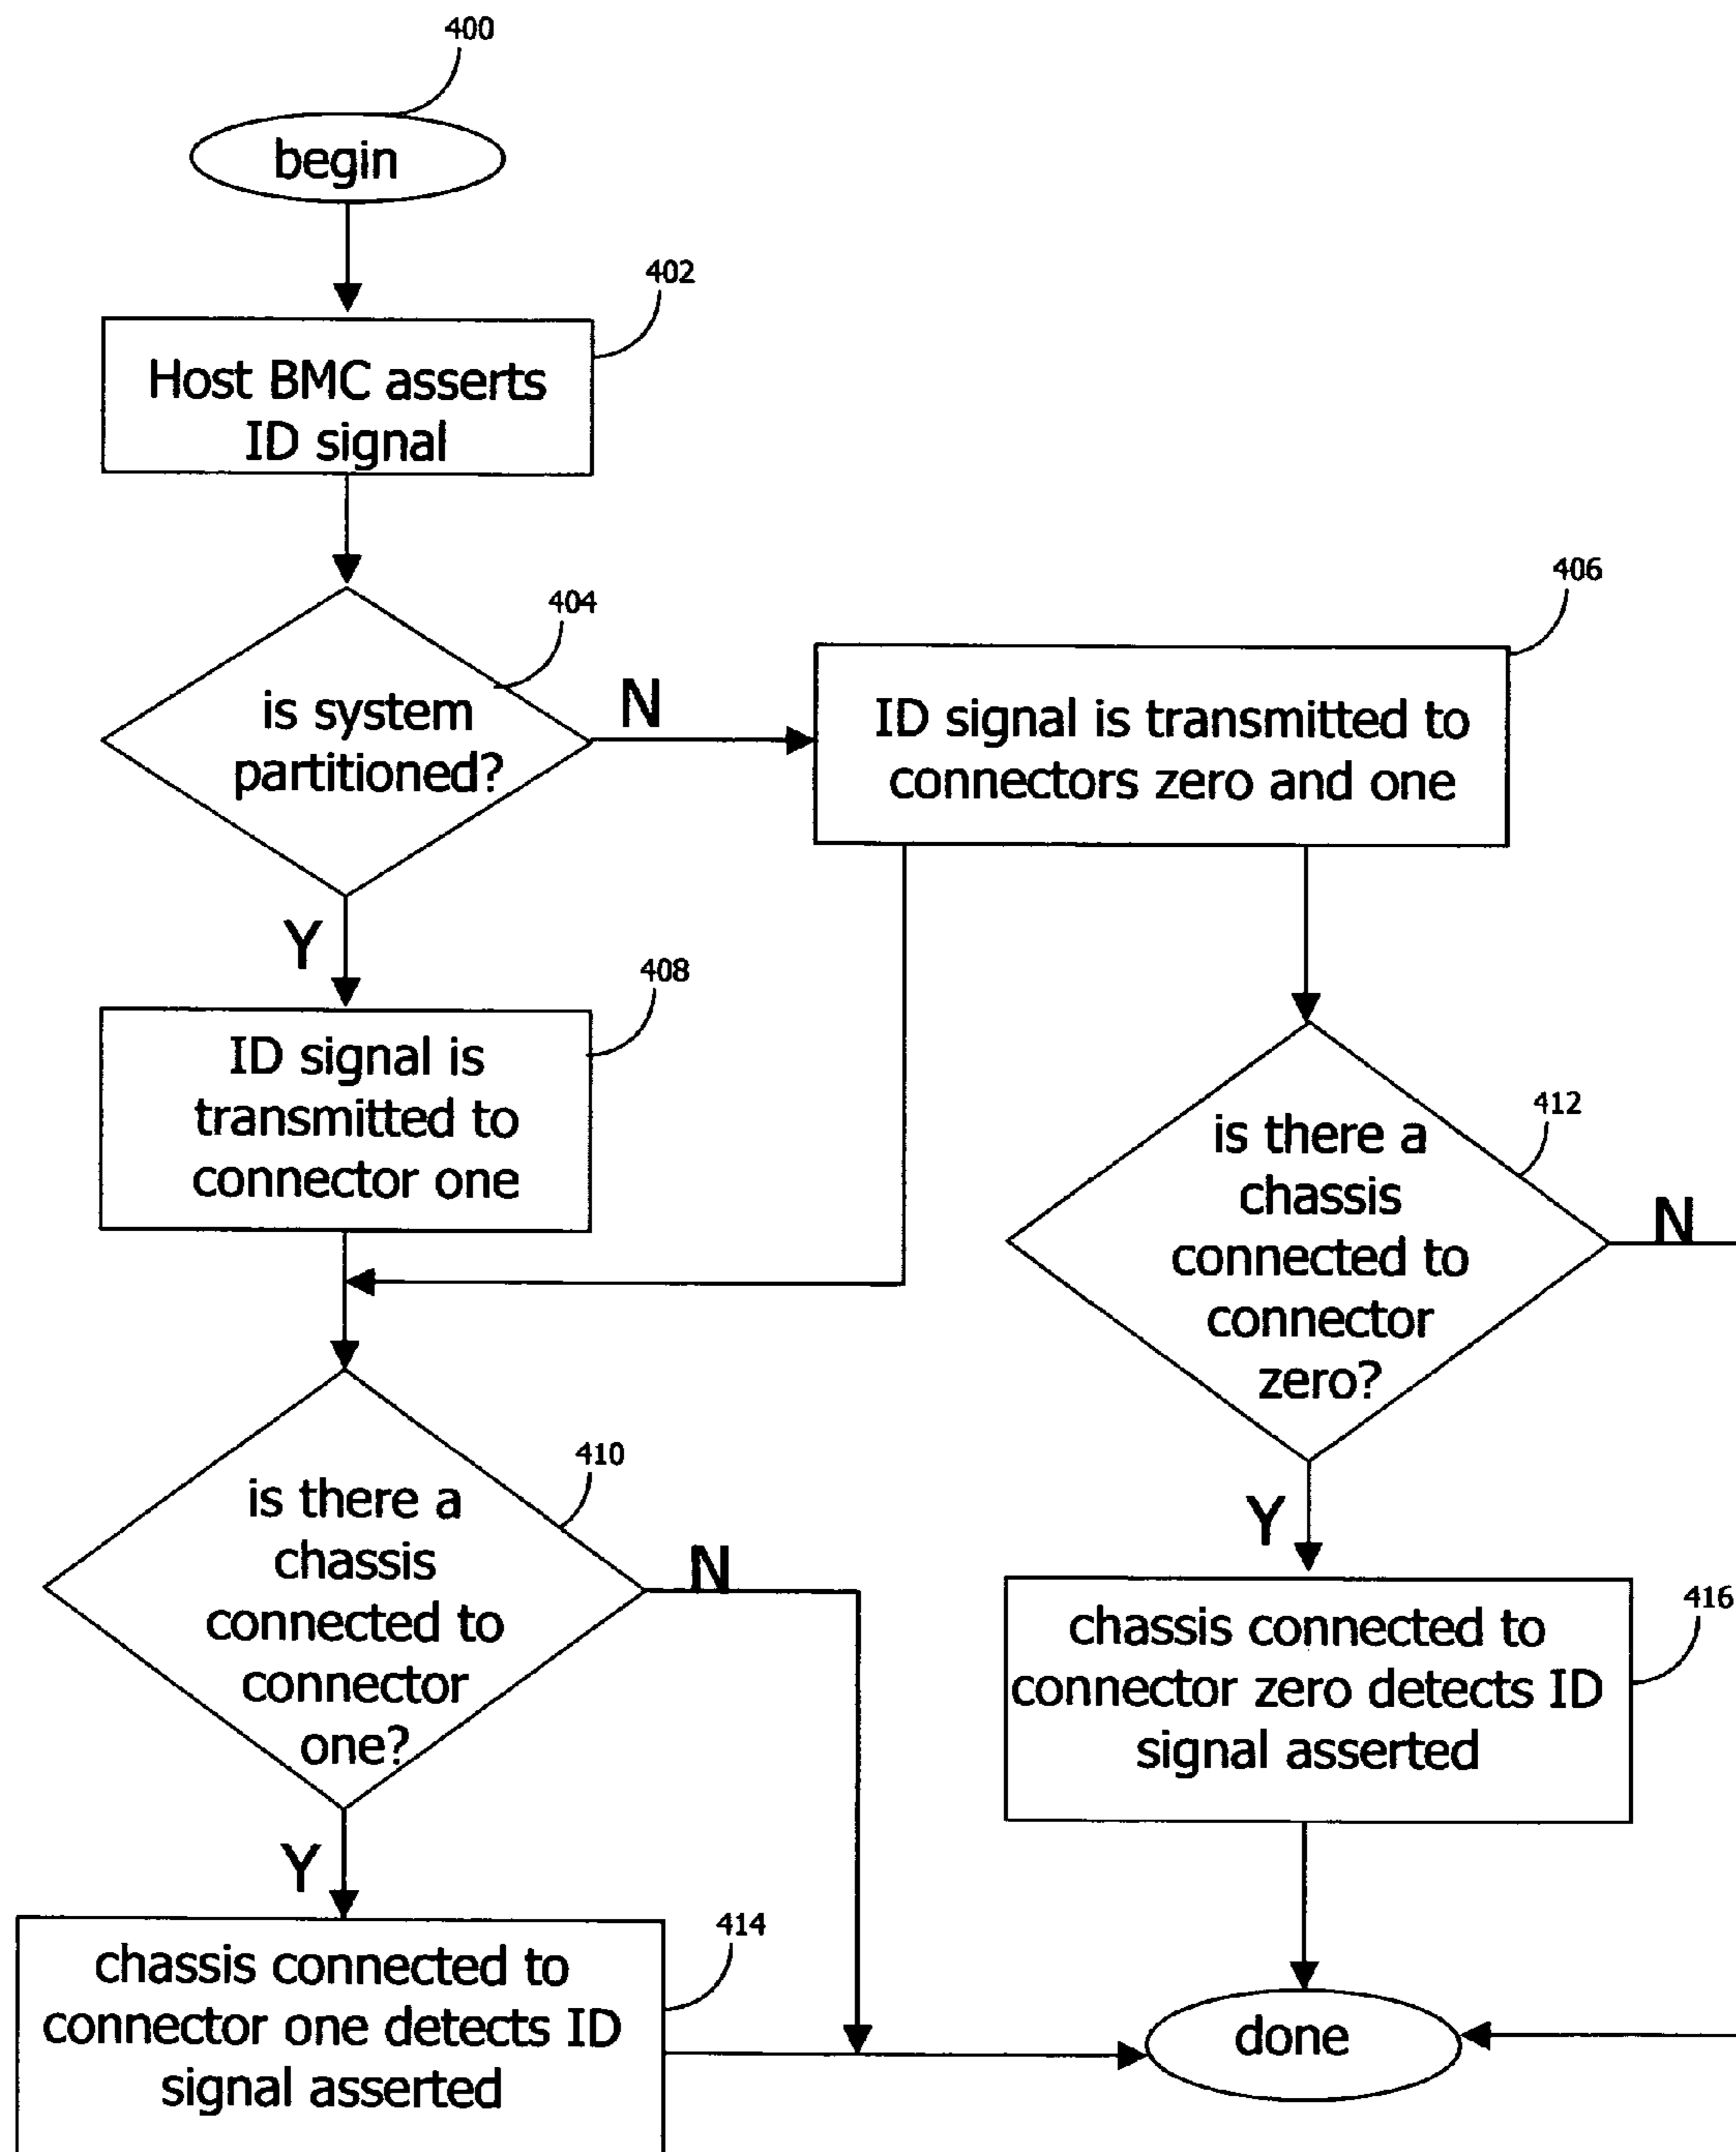 400
begin
402
Host BMC asserts
ID signal
404
is system
partitioned?
N
406
ID signal is transmitted to
connectors zero and one
Y
408
ID signal is
transmitted to
connector one
412
is there a
chassis
connected to
connector
zero?
N
410
is there a
chassis
connected to
connector
one?
N
Y
416
chassis connected to
connector zero detects ID
signal asserted
Y
414
chassis connected to
connector one detects ID
signal asserted
done